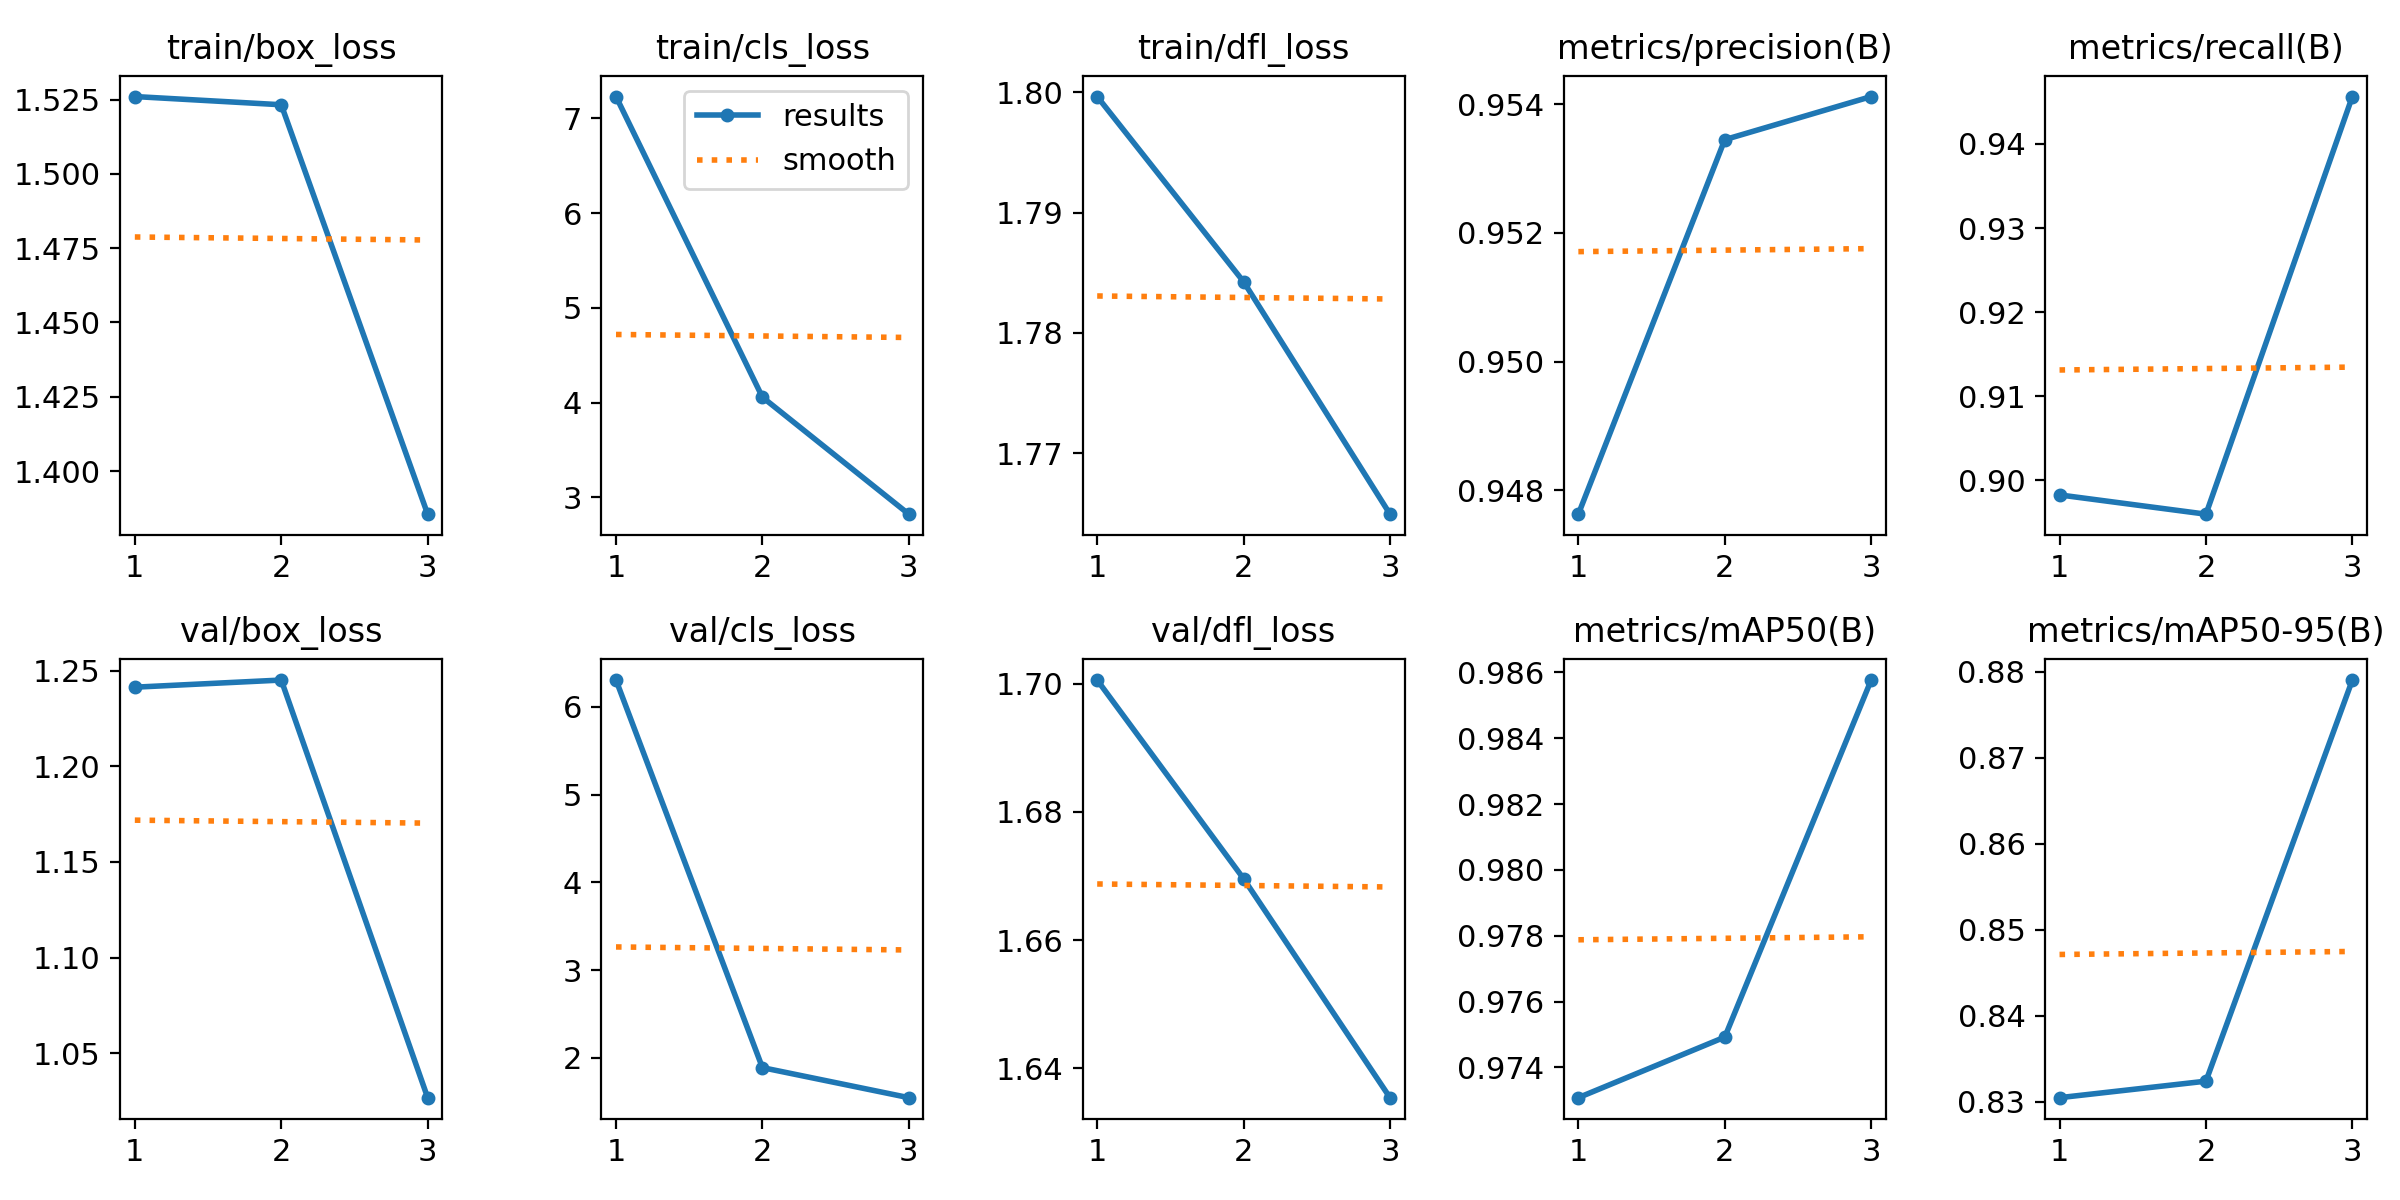 train/box_loss
1.525
1.500
1.475
1.450
1.425
1.400
1 2 3
train/cls_loss
results
smooth
7
6
5
4
3
1 2 3
train/dfl_loss
1.80
1.79
1.78
1.77
1 2 3
metrics/precision(B)
0.954
0.952
0.950
0.948
1 2 3
metrics/recall(B)
0.94
0.93
0.92
0.91
0.90
1 2 3
val/box_loss
1.25
1.20
1.15
1.10
1.05
1 2 3
val/cls_loss
6
5
4
3
2
1 2 3
val/dfl_loss
1.70
1.68
1.66
1.64
1 2 3
metrics/mAP50(B)
0.986
0.984
0.982
0.980
0.978
0.976
0.974
1 2 3
metrics/mAP50-95(B)
0.88
0.87
0.86
0.85
0.84
0.83
1 2 3